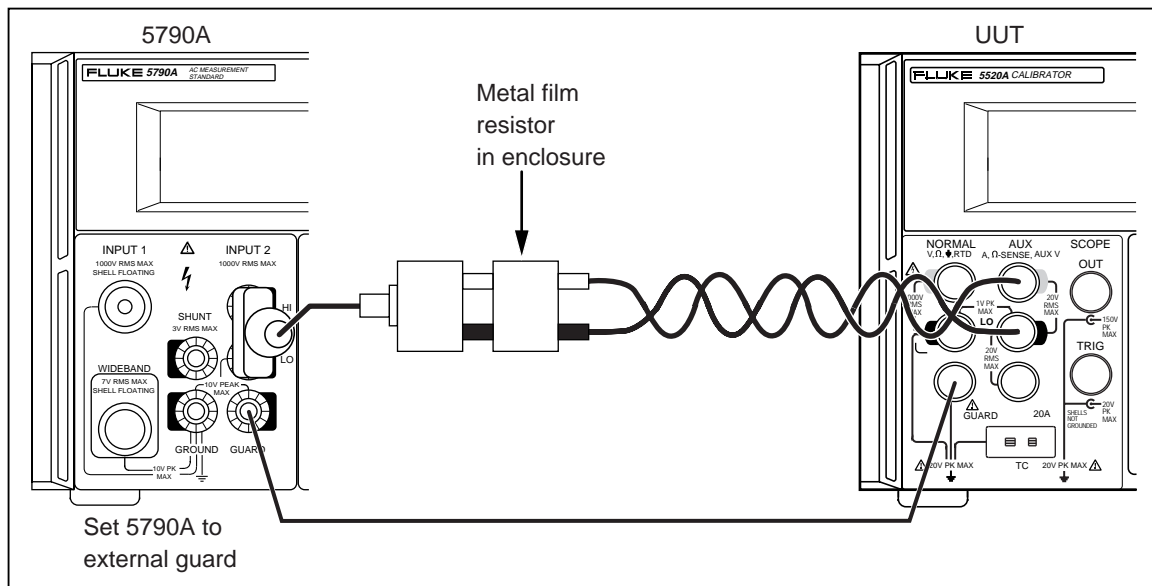 5790A
UUT
FLUKE 5790A AC MEASUREMENT
STANDARD
FLUKE 5520A CALIBRATOR
Metal film
resistor
in enclosure
INPUT 1
1000V RMS MAX
SHELL FLOATING
INPUT 2
1000V RMS MAX
HI
LO
SHUNT
3V RMS MAX
WIDEBAND
7V RMS MAX
SHELL FLOATING
10V PEAK
MAX
GROUND
GUARD
10V PK
MAX
NORMAL
V,Ω,
,RTD
AUX
A, Ω-SENSE, AUX V
SCOPE
OUT
1V PK
MAX
LO
20V
RMS
MAX
150V
PK
MAX
20V
RMS
MAX
TRIG
GUARD
20A
SHELLS
NOT
GROUNDED
20V
PK
MAX
TC
20V PK MAX
20V PK MAX
Set 5790A to
external guard